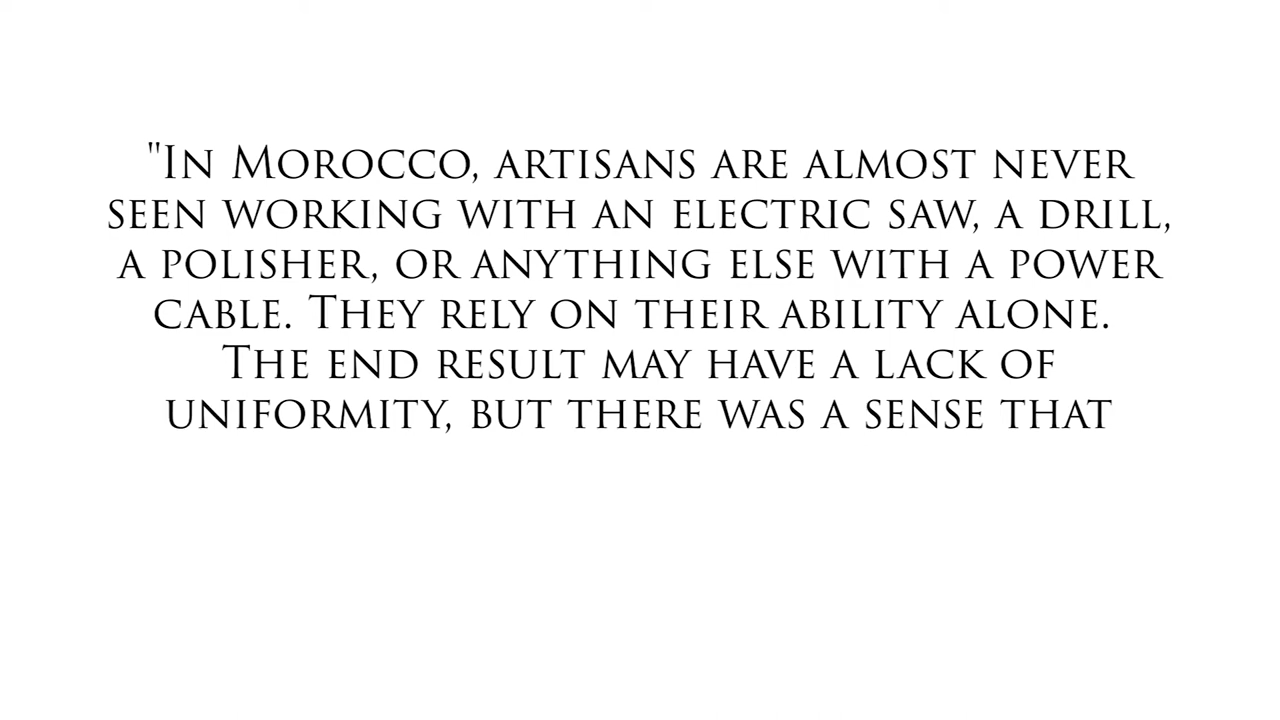 "In Morocco, artisans are almost never
seen working with an electric saw, a drill,
a polisher, or anything else with a power
cable. They rely on their ability alone.
The end result may have a lack of
uniformity, but there was a sense that